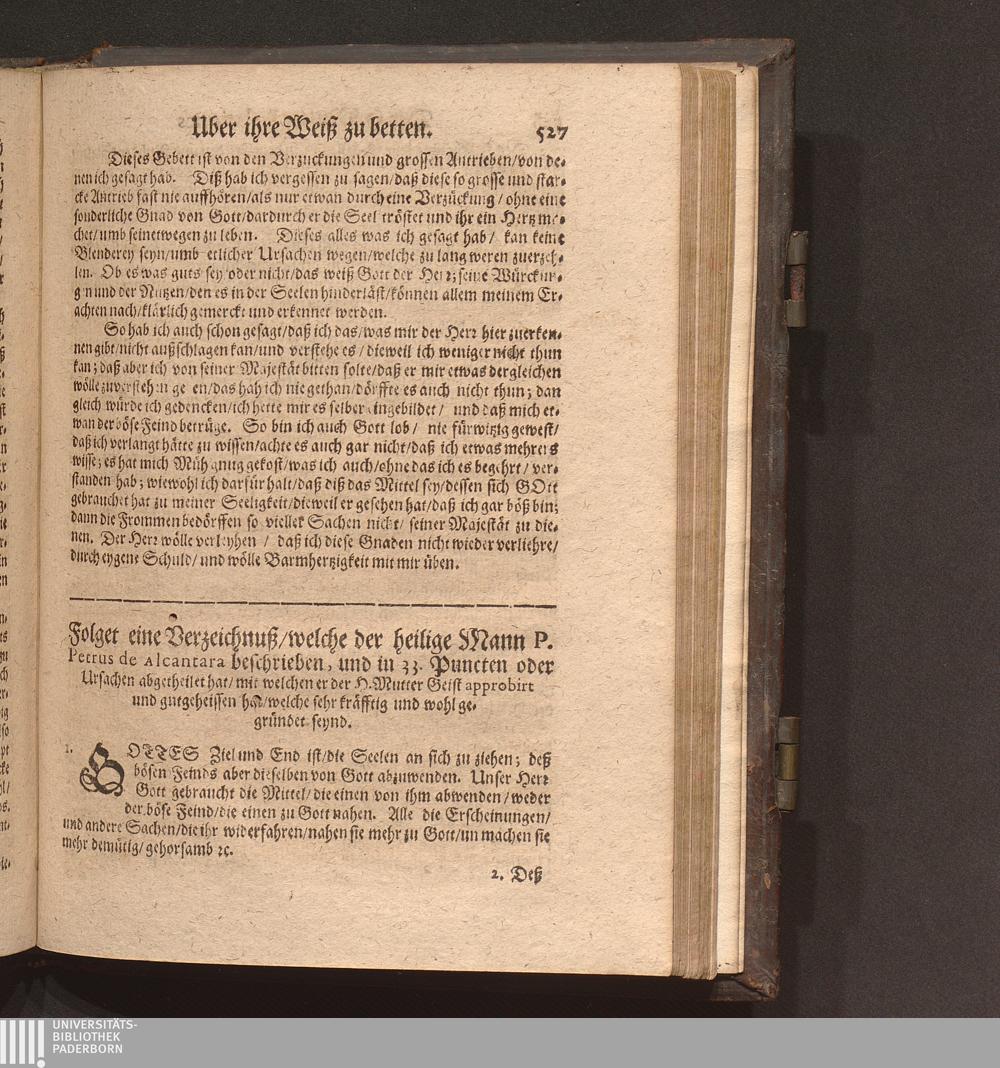 Uber ihre Weiß zu betten. 527
Dieses Gebett ist von den Verzuckungen und grossen Antrieben/von de-
nen ich gesagt hab. Diß hab ich vergessen zu sagen/daß diese so grosse und star-
cke Antrieb fast nie auffhören/als nur etwan durch eine Verzückung/ohne eine
sonderliche Gnad von Gott/dardurch er die Seel tröstet und ihr ein Hertz ma-
chet/umb seinetwegen zu leben. Dieses alles was ich gesagt hab/ kan keine
Blenderey seyn/umb etlicher Ursachen wegen/welche zu lang weren zuerzeh-
len. Ob es was guts sey oder nicht/das weiß Gott der Herr; seine Würckun-
gen und der Nutzen/den es in der Seelen hinderläst/können allem meinem Er-
achten nach/klärlich gemerckt und erkennet werden.
So hab ich auch schon gesagt/daß ich das/was mir der Herr hier zuerken-
nen gibt/nicht außschlagen kan/und verstehe es/dieweil ich weniger nicht thun
kan; daß aber ich von seiner Majestät bitten solte/daß er mir etwas dergleichen
wölle zuverstehen geben/das hab ich nie gethan/dörffte es auch nicht thun; dan
gleich würde ich gedencken/ich hette mir es selber eingebildet/ und daß mich et-
wan der böse Feind betrüge. So bin ich auch Gott lob/ nie fürwitzig gewest/
daß ich verlangt hätte zu wissen/achte es auch gar nicht/daß ich etwas mehrers
wisse; es hat mich Müh gnug gekost/was ich auch/ohne das ich es begehrt/ver-
standen hab; wiewohl ich darfür halt/daß diß das Mittel sey/dessen sich GOtt
gebrauchet hat zu meiner Seeligkeit/dieweil er gesehen hat/daß ich gar böß bin;
dann die Frommen bedörffen so vieller Sachen nicht/ seiner Majestät zu die-
nen. Der Herr wölle verleyhen/ daß ich diese Gnaden nicht wieder verliehre/
durch eygene Schuld/und wölle Barmhertzigkeit mit mir üben.
Folget eine Verzeichnuß/welche der heilige Mann P.
Petrus de Alcantara beschrieben, und in 33. Puncten oder
Ursachen abgetheilet hat/mit welchen er der H. Mutter Geist approbirt
und gutgeheissen hat/welche sehr kräfftig und wohl ge-
gründet seynd.
1. GOTTES Ziel und End ist/die Seelen an sich zu ziehen; deß
bösen Feinds aber dieselben von Gott abzuwenden. Unser Herr
Gott gebraucht die Mittel/die einen von ihm abwenden/weder
der böse Feind/die einen zu Gott nahen. Alle die Erscheinungen/
und andere Sachen/die ihr widerfahren/nahen sie mehr zu Gott/un machen sie
mehr demütig/gehorsamb ꝛc.
2. Deß
UNIVERSITÄTS-
BIBLIOTHEK
PADERBORN